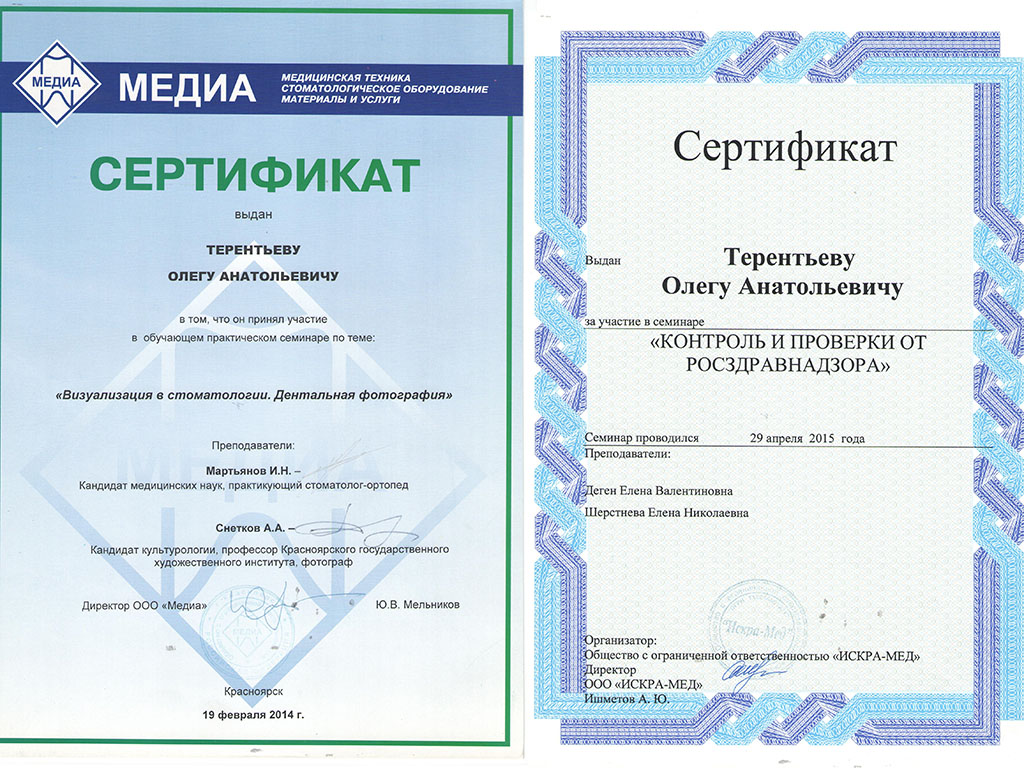 МЕДИА
МЕДИА
МЕДИЦИНСКАЯ ТЕХНИКА
СТОМАТОЛОГИЧЕСКОЕ ОБОРУДОВАНИЕ
МАТЕРИАЛЫ И УСЛУГИ
СЕРТИФИКАТ
выдан
ТЕРЕНТЬЕВУ
ОЛЕГУ АНАТОЛЬЕВИЧУ
в том, что он принял участие
в обучающем практическом семинаре по теме:
«Визуализация в стоматологии. Дентальная фотография»
Преподаватели:
Мартьянов И.Н. –
Кандидат медицинских наук, практикующий стоматолог-ортопед
Снетков А.А. –
Кандидат культурологии, профессор Красноярского государственного
художественного института, фотограф
Директор ООО «Медиа»
Ю.В. Мельников
МЕДИА
Красноярск
19 февраля 2014 г.
Сертификат
Выдан
Терентьеву
Олегу Анатольевичу
за участие в семинаре
«КОНТРОЛЬ И ПРОВЕРКИ ОТ
РОСЗДРАВНАДЗОРА»
Семинар проводился 29 апреля 2015 года
Преподаватели:
Деген Елена Валентиновна
Шерстнева Елена Николаевна
"Искра-Мед"
Организатор:
Общество с ограниченной ответственностью «ИСКРА-МЕД»
Директор
ООО «ИСКРА-МЕД»
Ишметов А. Ю.